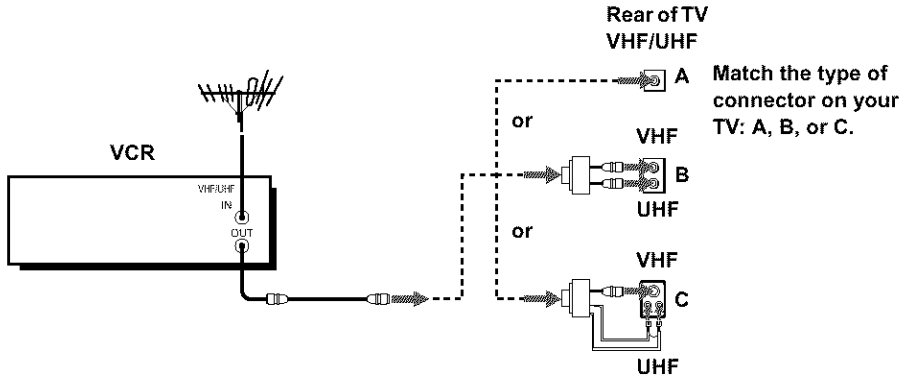 Rear of TV
VHF/UHF
A
Match the type of
connector on your
TV: A, B, or C.
or
VCR
VHF
VHF/UHF
IN
B
OUT
UHF
or
VHF
C
UHF